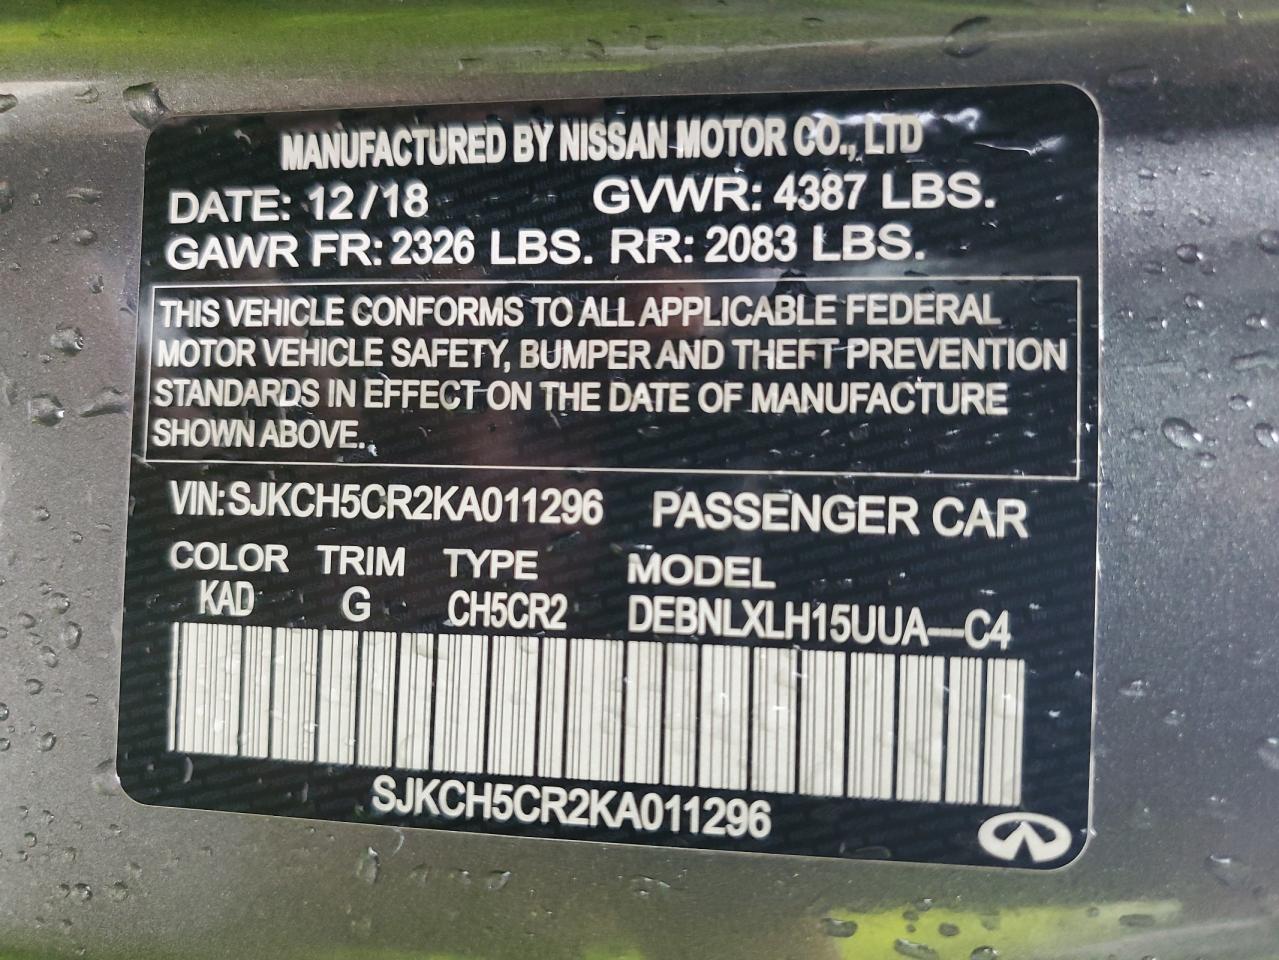 MANUFACTURED BY NISSAN MOTOR CO., LTD
DATE: 12/18 GVWR: 4387 LBS.
GAWR FR: 2326 LBS. RR: 2083 LBS.
THIS VEHICLE CONFORMS TO ALL APPLICABLE FEDERAL
MOTOR VEHICLE SAFETY, BUMPER AND THEFT PREVENTION
STANDARDS IN EFFECT ON THE DATE OF MANUFACTURE
SHOWN ABOVE.
VIN: SJKCH5CR2KA011296 PASSENGER CAR
COLOR TRIM TYPE MODEL
KAD G CH5CR2 DEBNLXLH15UUA—C4
SJKCH5CR2KA011296